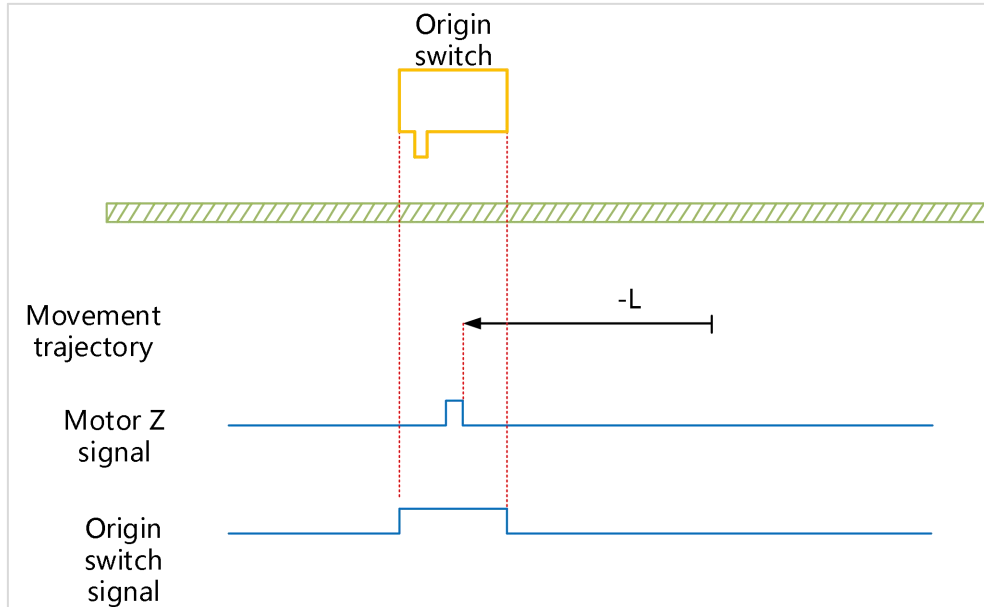 Origin
switch
-L
Movement
trajectory
Motor Z
signal
Origin
switch
signal